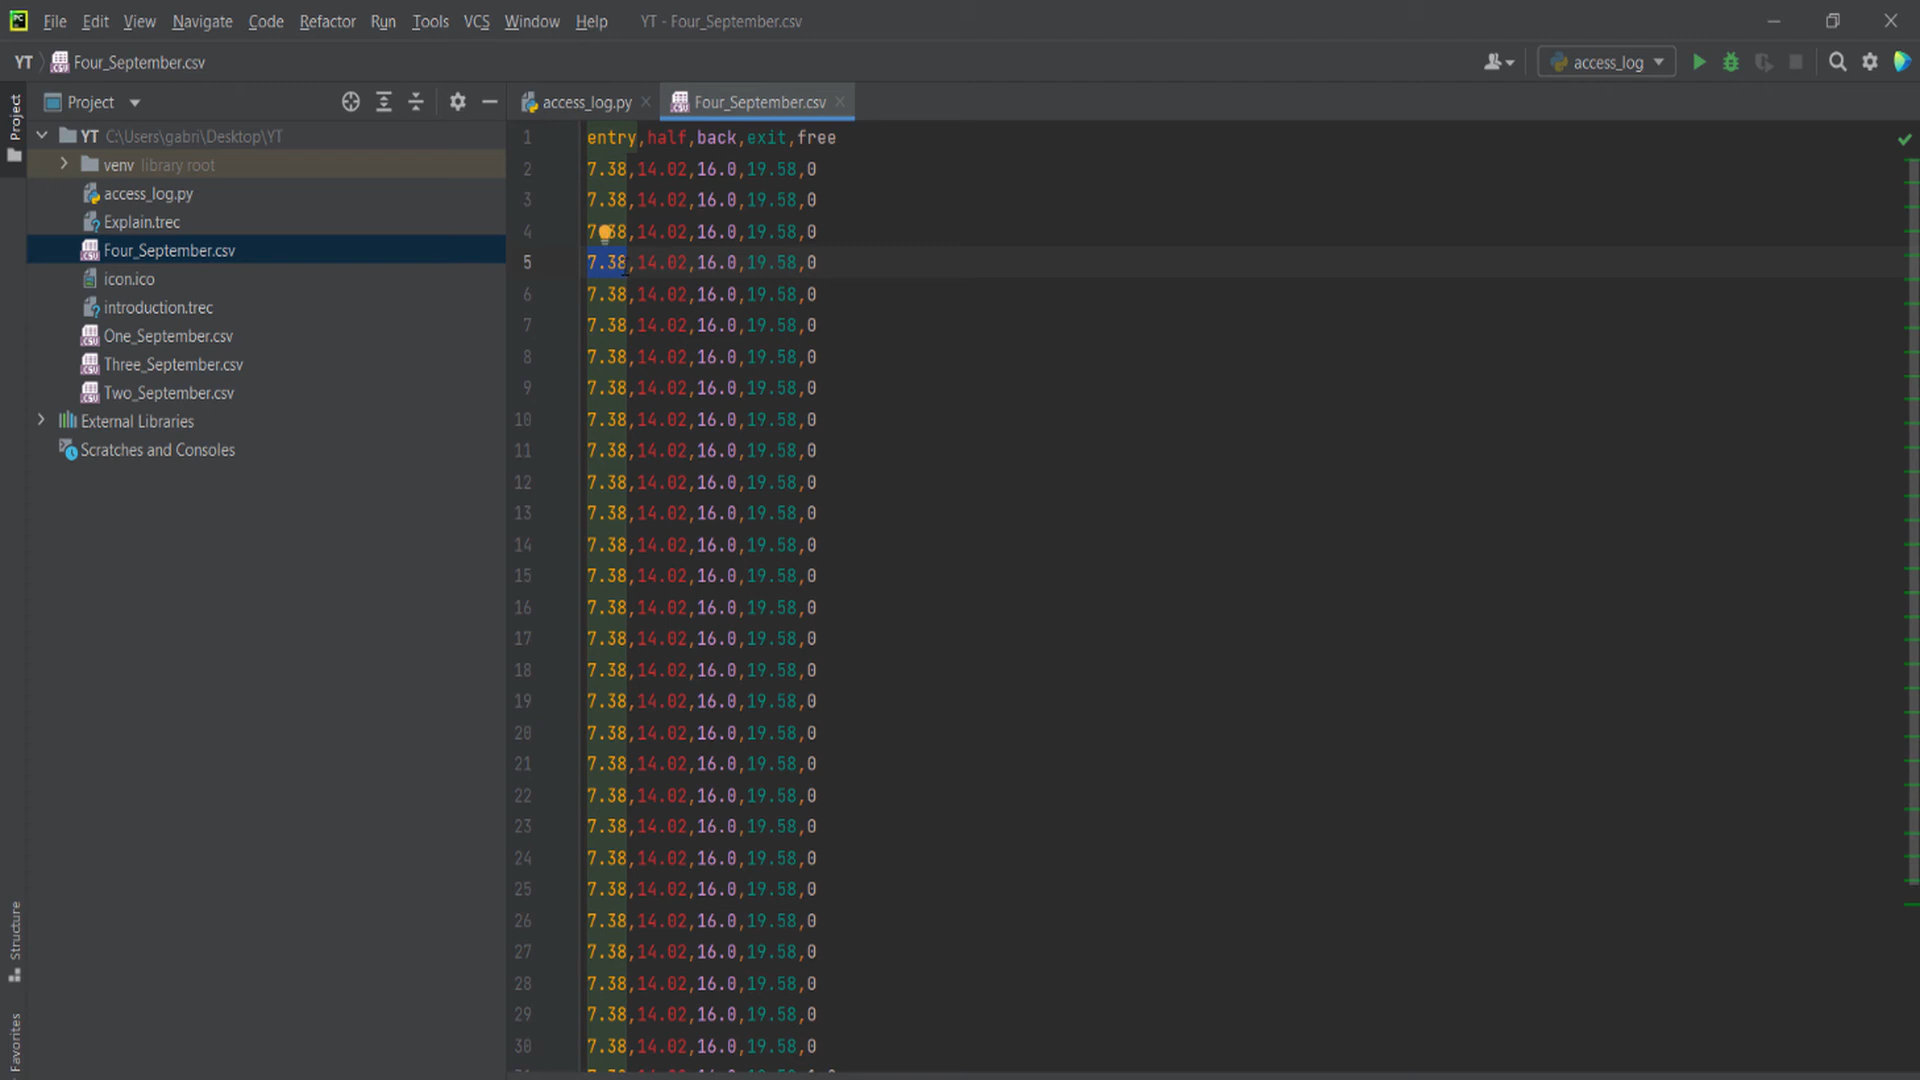 File Edit View Navigate Code Refactor Run Tools VCS Window Help YT - Four_September.csv
YT Four_September.csv access_log
Project access_log.py Four_September.csv
YT C:\Users\gabri\Desktop\YT
venv library root
access_log.py
Explain.trec
Four_September.csv
icon.ico
introduction.trec
One_September.csv
Three_September.csv
Two_September.csv
External Libraries
Scratches and Consoles
Project
Structure
Favorites
1 entry,half,back,exit,free
2 7.38,14.02,16.0,19.58,0
3 7.38,14.02,16.0,19.58,0
4 7.38,14.02,16.0,19.58,0
5 7.38,14.02,16.0,19.58,0
6 7.38,14.02,16.0,19.58,0
7 7.38,14.02,16.0,19.58,0
8 7.38,14.02,16.0,19.58,0
9 7.38,14.02,16.0,19.58,0
10 7.38,14.02,16.0,19.58,0
11 7.38,14.02,16.0,19.58,0
12 7.38,14.02,16.0,19.58,0
13 7.38,14.02,16.0,19.58,0
14 7.38,14.02,16.0,19.58,0
15 7.38,14.02,16.0,19.58,0
16 7.38,14.02,16.0,19.58,0
17 7.38,14.02,16.0,19.58,0
18 7.38,14.02,16.0,19.58,0
19 7.38,14.02,16.0,19.58,0
20 7.38,14.02,16.0,19.58,0
21 7.38,14.02,16.0,19.58,0
22 7.38,14.02,16.0,19.58,0
23 7.38,14.02,16.0,19.58,0
24 7.38,14.02,16.0,19.58,0
25 7.38,14.02,16.0,19.58,0
26 7.38,14.02,16.0,19.58,0
27 7.38,14.02,16.0,19.58,0
28 7.38,14.02,16.0,19.58,0
29 7.38,14.02,16.0,19.58,0
30 7.38,14.02,16.0,19.58,0